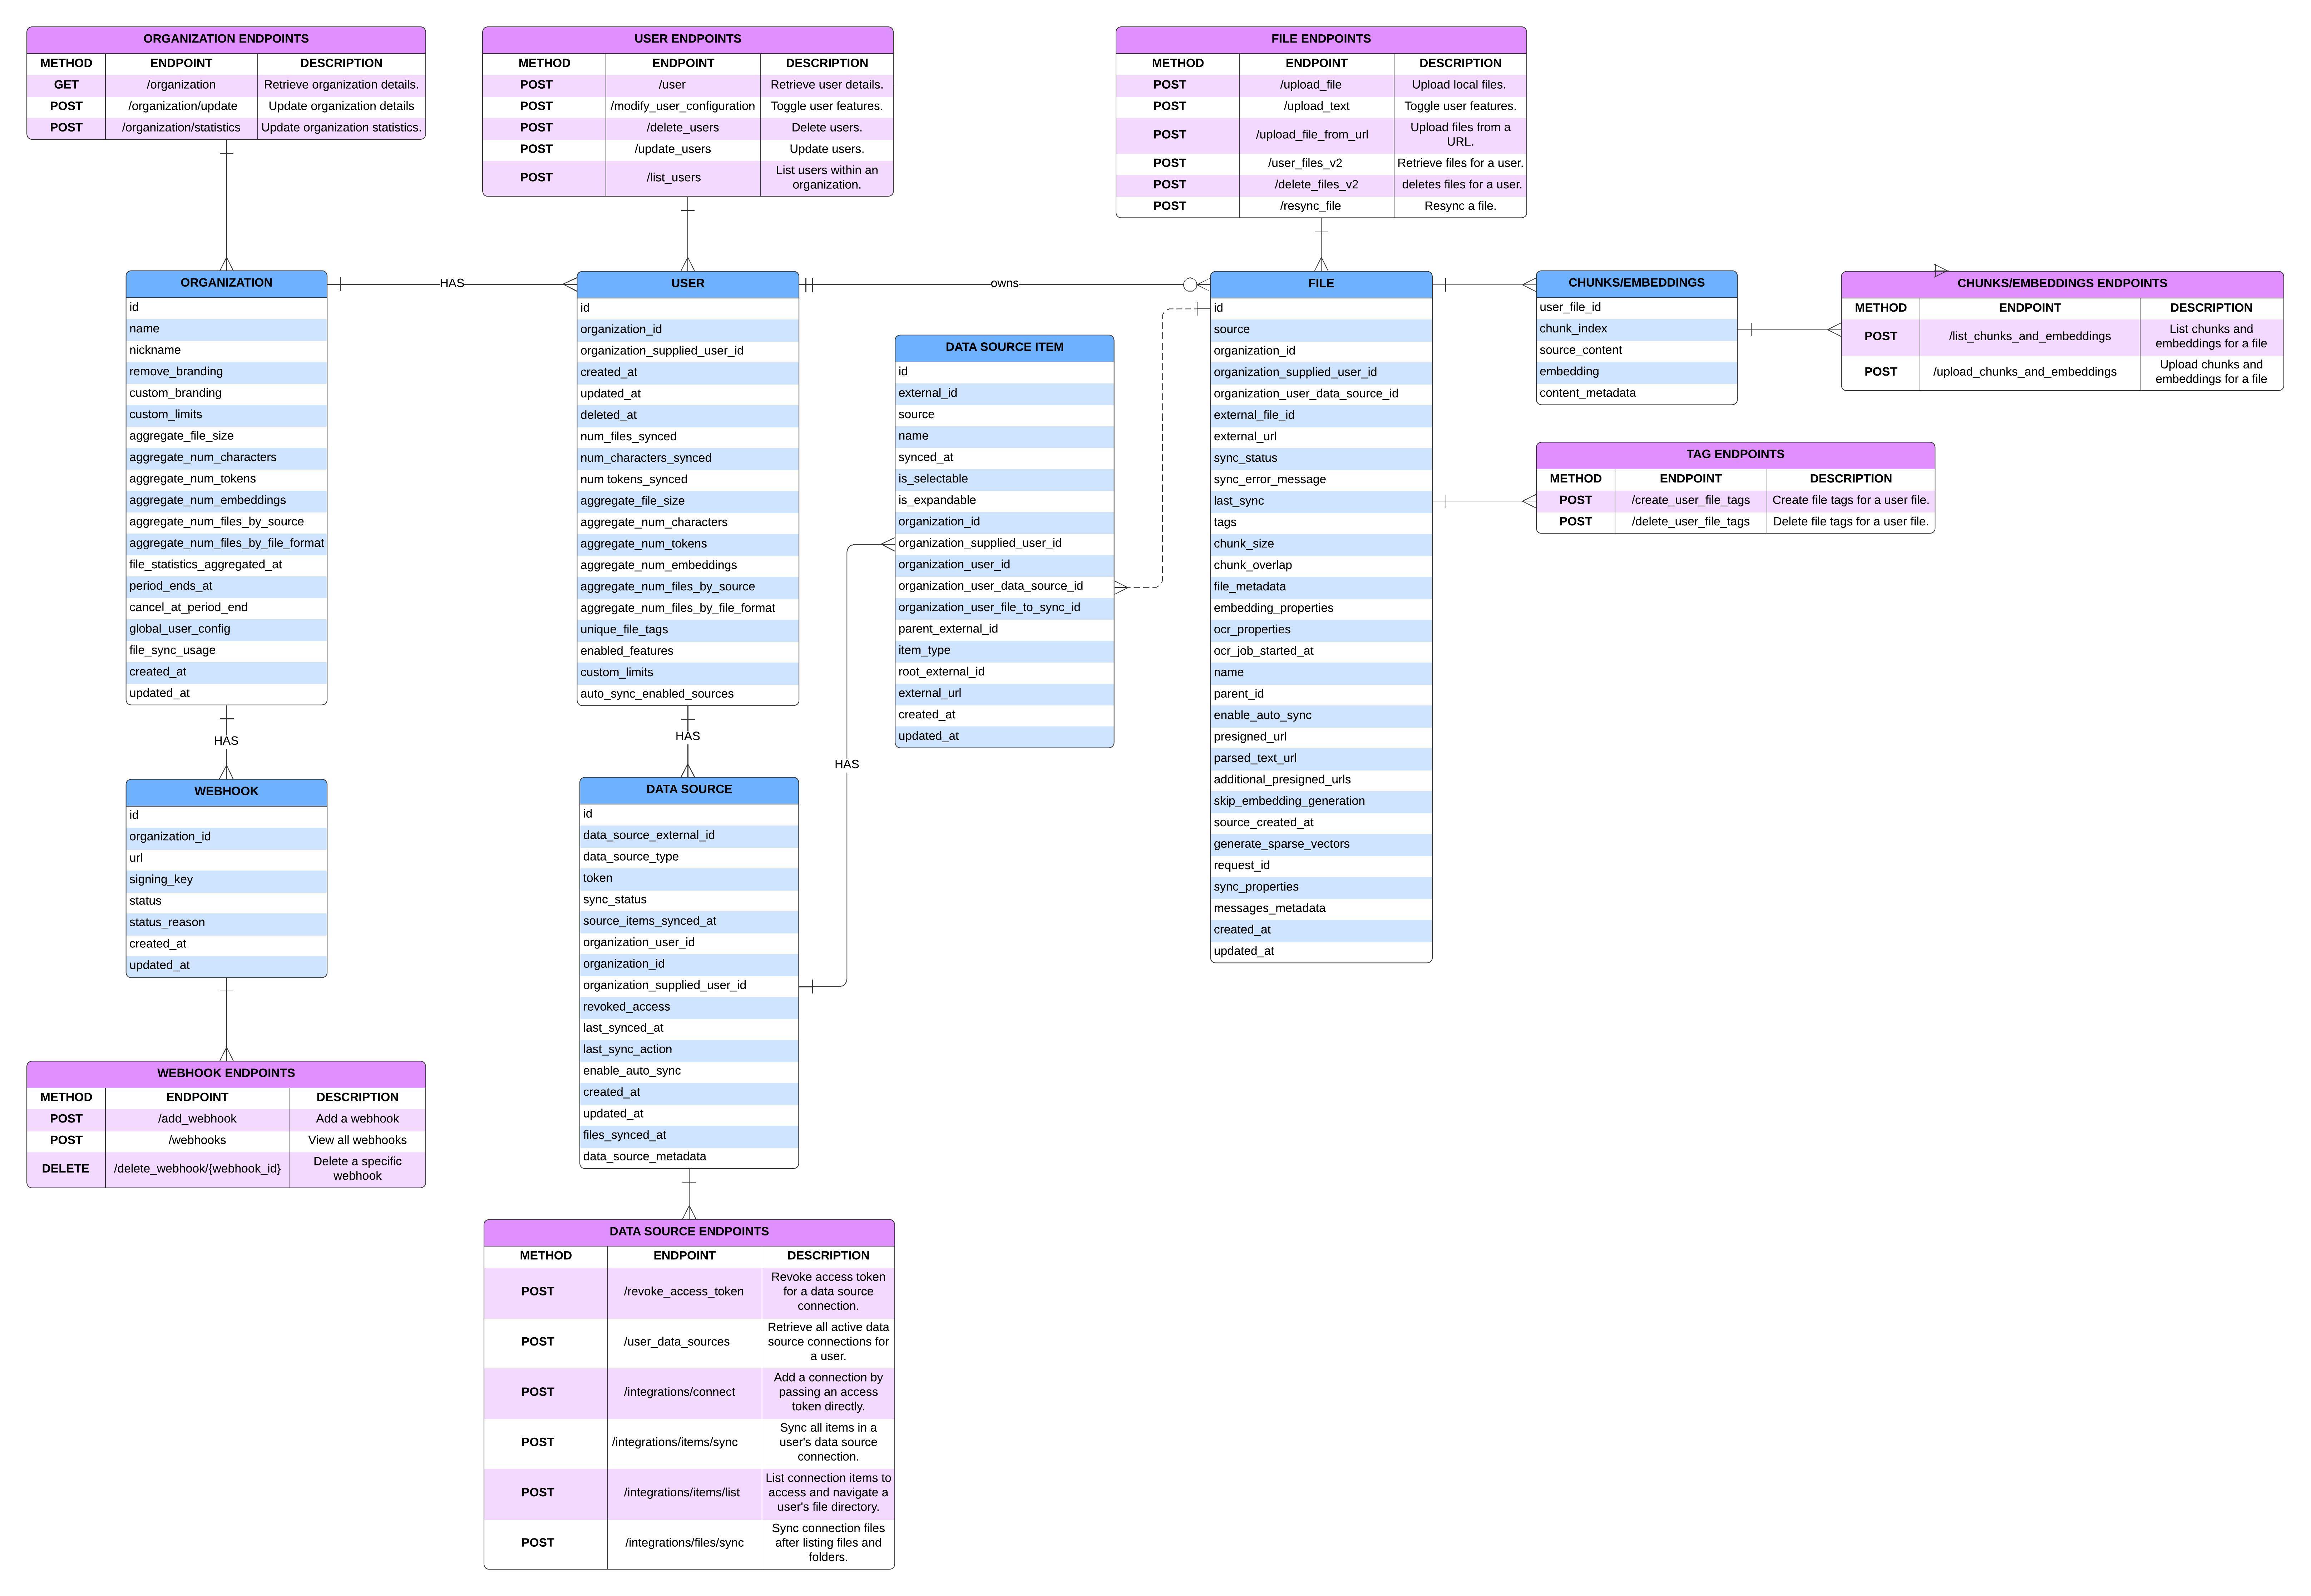 ORGANIZATION ENDPOINTS
METHOD ENDPOINT DESCRIPTION
GET /organization Retrieve organization details.
POST /organization/update Update organization details
POST /organization/statistics Update organization statistics.
USER ENDPOINTS
METHOD ENDPOINT DESCRIPTION
POST /user Retrieve user details.
POST /modify_user_configuration Toggle user features.
POST /delete_users Delete users.
POST /update_users Update users.
POST /list_users List users within an
organization.
FILE ENDPOINTS
METHOD ENDPOINT DESCRIPTION
POST /upload_file Upload local files.
POST /upload_text Toggle user features.
POST /upload_file_from_url Upload files from a
URL.
POST /user_files_v2 Retrieve files for a user.
POST /delete_files_v2 deletes files for a user.
POST /resync_file Resync a file.
ORGANIZATION
id
name
nickname
remove_branding
custom_branding
custom_limits
aggregate_file_size
aggregate_num_characters
aggregate_num_tokens
aggregate_num_embeddings
aggregate_num_files_by_source
aggregate_num_files_by_file_format
file_statistics_aggregated_at
period_ends_at
cancel_at_period_end
global_user_config
file_sync_usage
created_at
updated_at
HAS
USER
id
organization_id
organization_supplied_user_id
created_at
updated_at
deleted_at
num_files_synced
num_characters_synced
num tokens_synced
aggregate_file_size
aggregate_num_characters
aggregate_num_tokens
aggregate_num_embeddings
aggregate_num_files_by_source
aggregate_num_files_by_file_format
unique_file_tags
enabled_features
custom_limits
auto_sync_enabled_sources
owns
DATA SOURCE ITEM
id
external_id
source
name
synced_at
is_selectable
is_expandable
organization_id
organization_supplied_user_id
organization_user_id
organization_user_data_source_id
organization_user_file_to_sync_id
parent_external_id
item_type
root_external_id
external_url
created_at
updated_at
FILE
id
source
organization_id
organization_supplied_user_id
organization_user_data_source_id
external_file_id
external_url
sync_status
sync_error_message
last_sync
tags
chunk_size
chunk_overlap
file_metadata
embedding_properties
ocr_properties
ocr_job_started_at
name
parent_id
enable_auto_sync
presigned_url
parsed_text_url
additional_presigned_urls
skip_embedding_generation
source_created_at
generate_sparse_vectors
request_id
sync_properties
messages_metadata
created_at
updated_at
CHUNKS/EMBEDDINGS
user_file_id
chunk_index
source_content
embedding
content_metadata
CHUNKS/EMBEDDINGS ENDPOINTS
METHOD ENDPOINT DESCRIPTION
POST /list_chunks_and_embeddings List chunks and
embeddings for a file
POST /upload_chunks_and_embeddings Upload chunks and
embeddings for a file
TAG ENDPOINTS
METHOD ENDPOINT DESCRIPTION
POST /create_user_file_tags Create file tags for a user file.
POST /delete_user_file_tags Delete file tags for a user file.
HAS
HAS
HAS
WEBHOOK
id
organization_id
url
signing_key
status
status_reason
created_at
updated_at
DATA SOURCE
id
data_source_external_id
data_source_type
token
sync_status
source_items_synced_at
organization_user_id
organization_id
organization_supplied_user_id
revoked_access
last_synced_at
last_sync_action
enable_auto_sync
created_at
updated_at
files_synced_at
data_source_metadata
WEBHOOK ENDPOINTS
METHOD ENDPOINT DESCRIPTION
POST /add_webhook Add a webhook
POST /webhooks View all webhooks
DELETE /delete_webhook/{webhook_id} Delete a specific
webhook
DATA SOURCE ENDPOINTS
METHOD ENDPOINT DESCRIPTION
POST /revoke_access_token Revoke access token
for a data source
connection.
POST /user_data_sources Retrieve all active data
source connections for
a user.
POST /integrations/connect Add a connection by
passing an access
token directly.
POST /integrations/items/sync Sync all items in a
user's data source
connection.
POST /integrations/items/list List connection items to
access and navigate a
user's file directory.
POST /integrations/files/sync Sync connection files
after listing files and
folders.